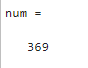 num =
369